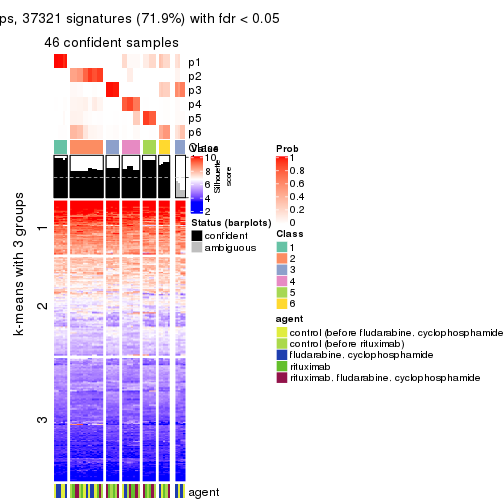 ps, 37321 signatures (71.9%) with fdr < 0.05
46 confident samples
p1
p2
p3
p4
p5
p6
Class
Value
10
8
6
4
2
Silhouette
score
k-means with 3 groups
1
2
3
Status (barplots)
confident
ambiguous
Prob
1
0.8
0.6
0.4
0.2
0
Class
1
2
3
4
5
6
agent
control (before fludarabine. cyclophosphamide
control (before rituximab)
fludarabine. cyclophosphamide
rituximab
rituximab. fludarabine. cyclophosphamide
agent